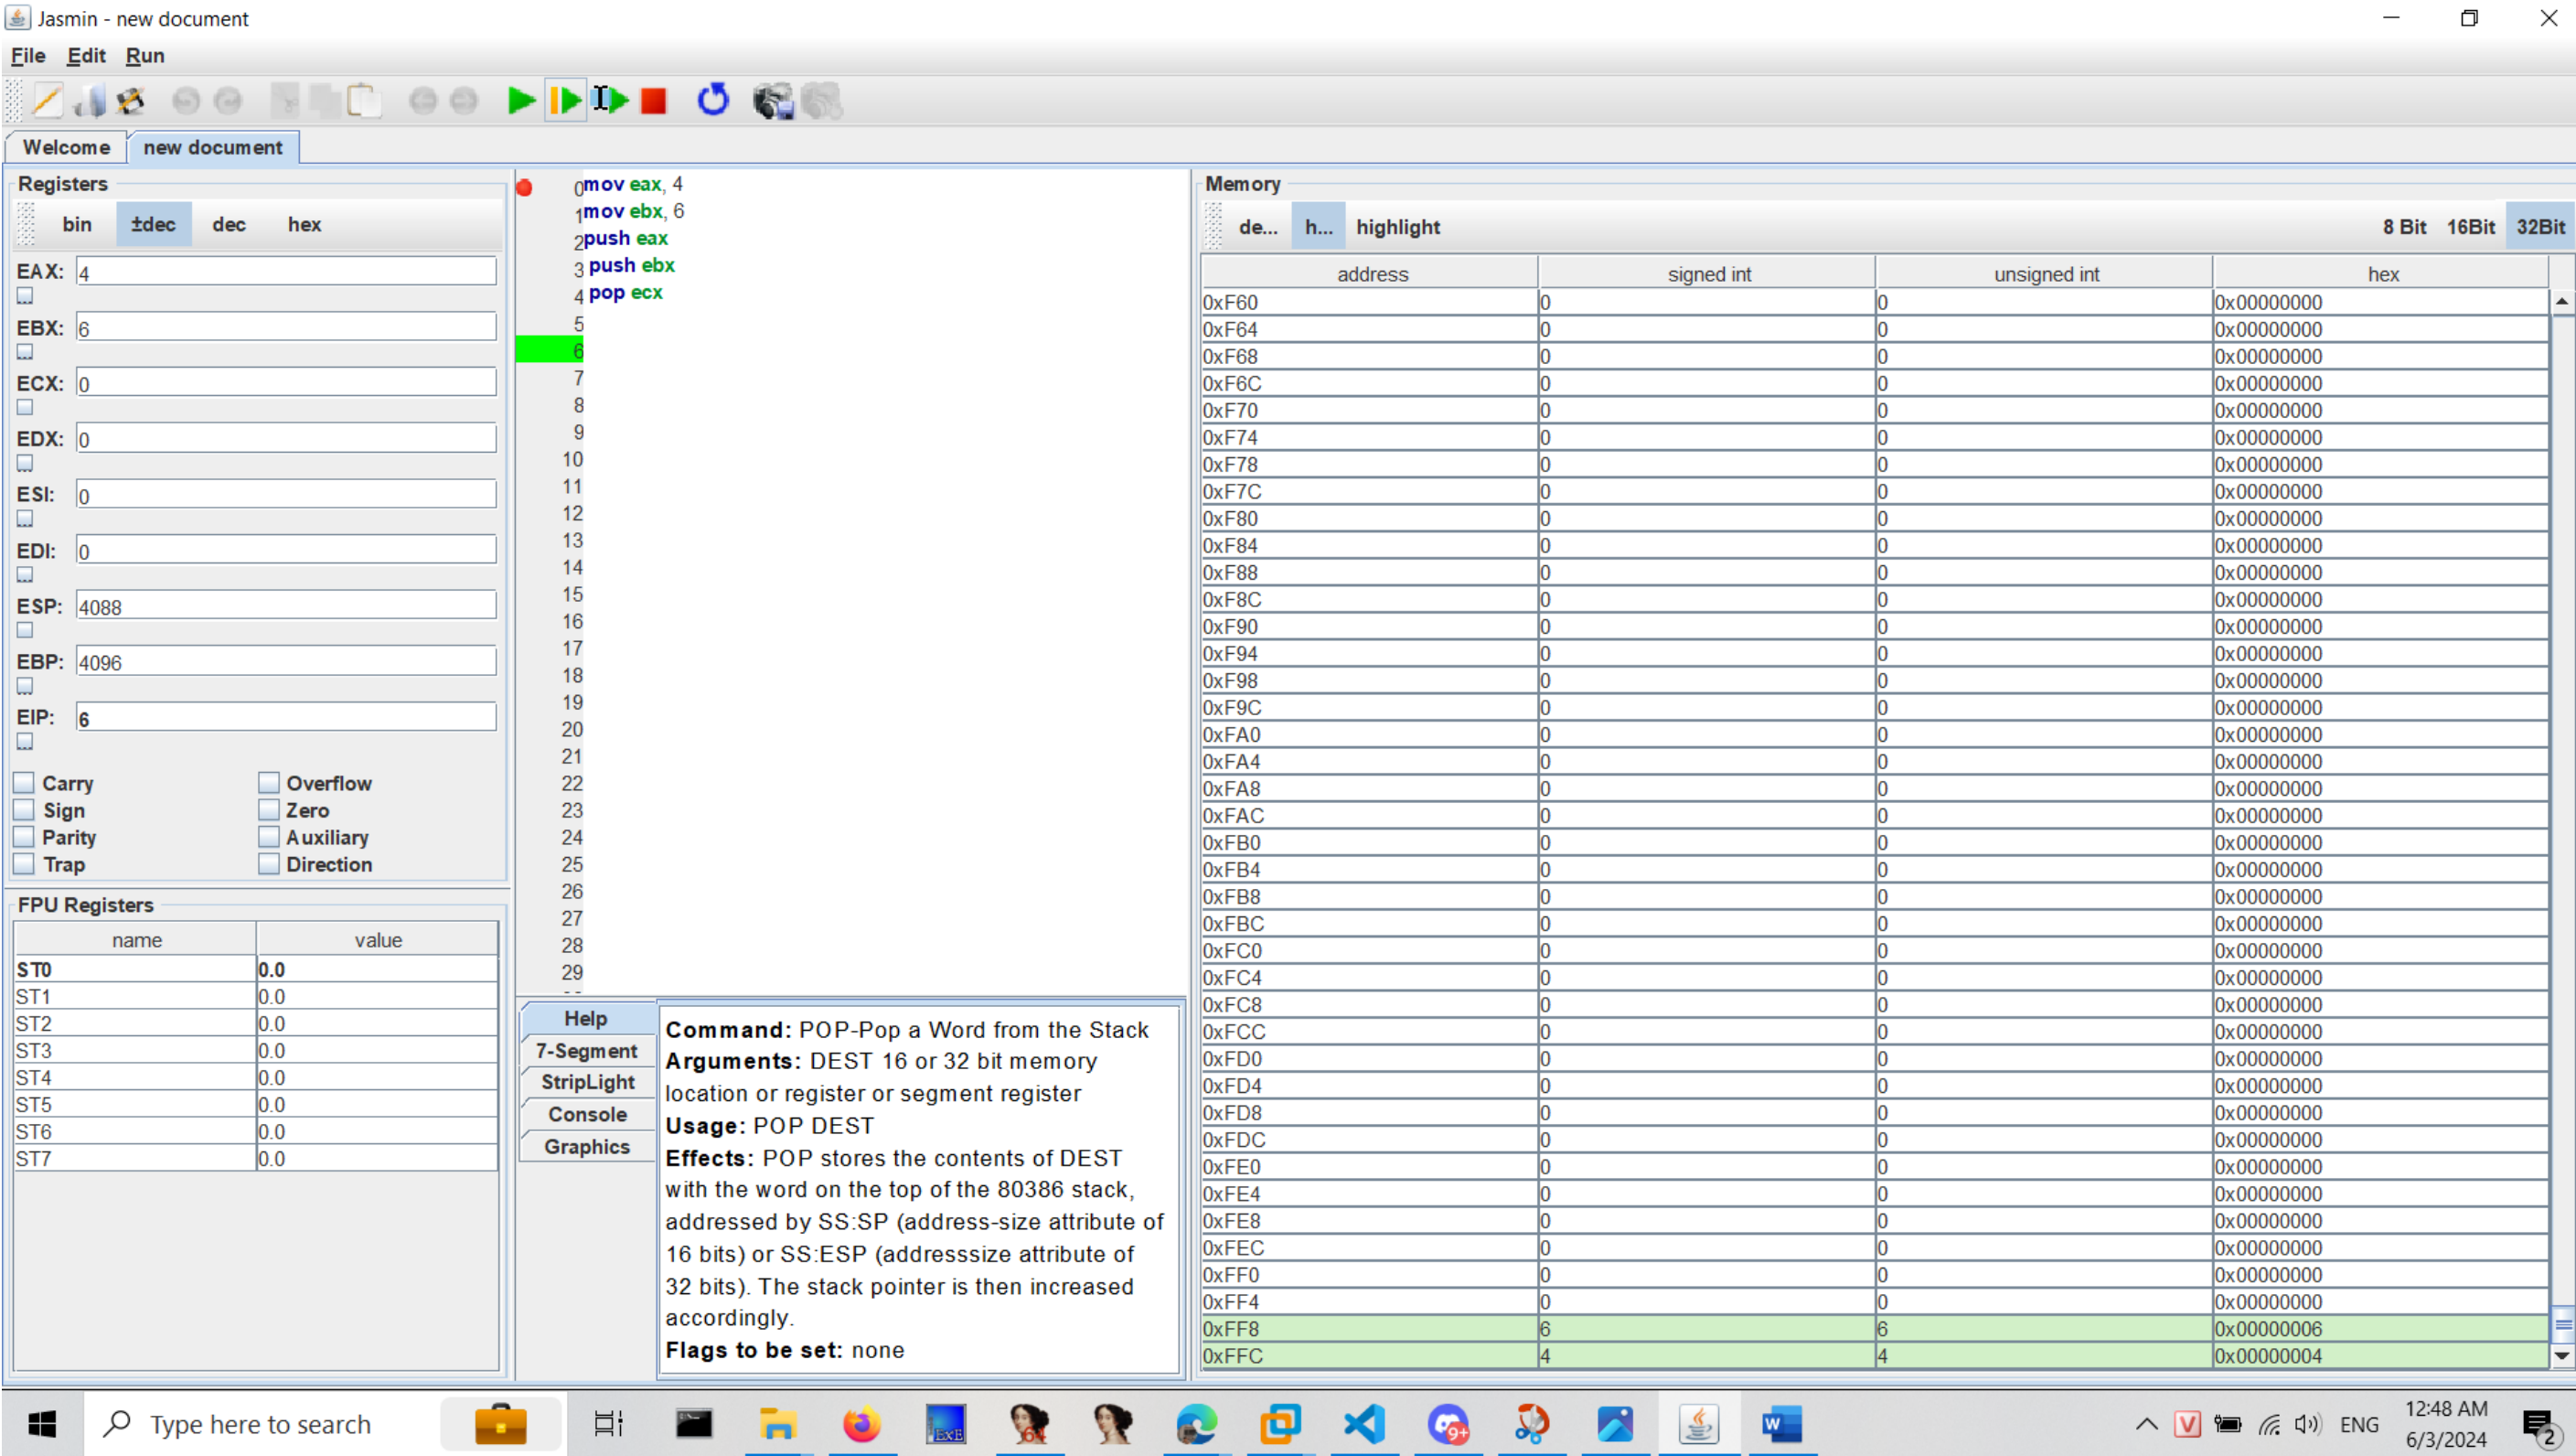 Jasmin - new document
File Edit Run
Welcome new document
Registers
bin ±dec dec hex
EAX: 4
EBX: 6
ECX: 0
EDX: 0
ESI: 0
EDI: 0
ESP: 4088
EBP: 4096
EIP: 6
Carry Overflow
Sign Zero
Parity Auxiliary
Trap Direction
FPU Registers
name value
ST0 0.0
ST1 0.0
ST2 0.0
ST3 0.0
ST4 0.0
ST5 0.0
ST6 0.0
ST7 0.0
0 mov eax, 4
1 mov ebx, 6
2 push eax
3 push ebx
4 pop ecx
5
6
7
8
9
10
11
12
13
14
15
16
17
18
19
20
21
22
23
24
25
26
27
28
29
Help
7-Segment
StripLight
Console
Graphics
Command: POP-Pop a Word from the Stack
Arguments: DEST 16 or 32 bit memory
location or register or segment register
Usage: POP DEST
Effects: POP stores the contents of DEST
with the word on the top of the 80386 stack,
addressed by SS:SP (address-size attribute of
16 bits) or SS:ESP (addresssize attribute of
32 bits). The stack pointer is then increased
accordingly.
Flags to be set: none
Memory
de... h... highlight 8 Bit 16Bit 32Bit
address signed int unsigned int hex
0xF60 0 0 0x00000000
0xF64 0 0 0x00000000
0xF68 0 0 0x00000000
0xF6C 0 0 0x00000000
0xF70 0 0 0x00000000
0xF74 0 0 0x00000000
0xF78 0 0 0x00000000
0xF7C 0 0 0x00000000
0xF80 0 0 0x00000000
0xF84 0 0 0x00000000
0xF88 0 0 0x00000000
0xF8C 0 0 0x00000000
0xF90 0 0 0x00000000
0xF94 0 0 0x00000000
0xF98 0 0 0x00000000
0xF9C 0 0 0x00000000
0xFA0 0 0 0x00000000
0xFA4 0 0 0x00000000
0xFA8 0 0 0x00000000
0xFAC 0 0 0x00000000
0xFB0 0 0 0x00000000
0xFB4 0 0 0x00000000
0xFB8 0 0 0x00000000
0xFBC 0 0 0x00000000
0xFC0 0 0 0x00000000
0xFC4 0 0 0x00000000
0xFC8 0 0 0x00000000
0xFCC 0 0 0x00000000
0xFD0 0 0 0x00000000
0xFD4 0 0 0x00000000
0xFD8 0 0 0x00000000
0xFDC 0 0 0x00000000
0xFE0 0 0 0x00000000
0xFE4 0 0 0x00000000
0xFE8 0 0 0x00000000
0xFEC 0 0 0x00000000
0xFF0 0 0 0x00000000
0xFF4 0 0 0x00000000
0xFF8 6 6 0x00000006
0xFFC 4 4 0x00000004
Type here to search
ExE
64
9+
W
V
ENG
12:48 AM
6/3/2024
2